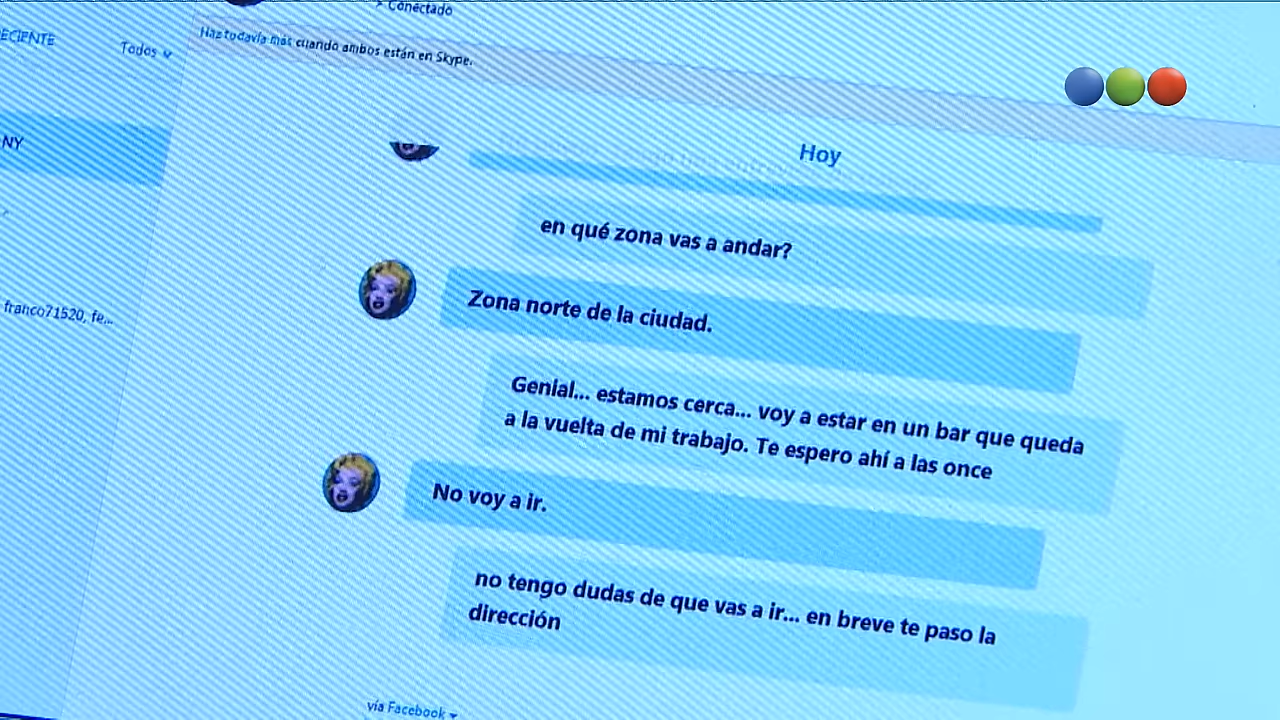 Conectado
ECIENTE
Todos
Haz todavía más cuando ambos están en Skype.
NY
Hoy
en qué zona vas a andar?
Zona norte de la ciudad.
franco71520, fe...
Genial... estamos cerca... voy a estar en un bar que queda
a la vuelta de mi trabajo. Te espero ahí a las once
No voy a ir.
no tengo dudas de que vas a ir... en breve te paso la
dirección
vía Facebook